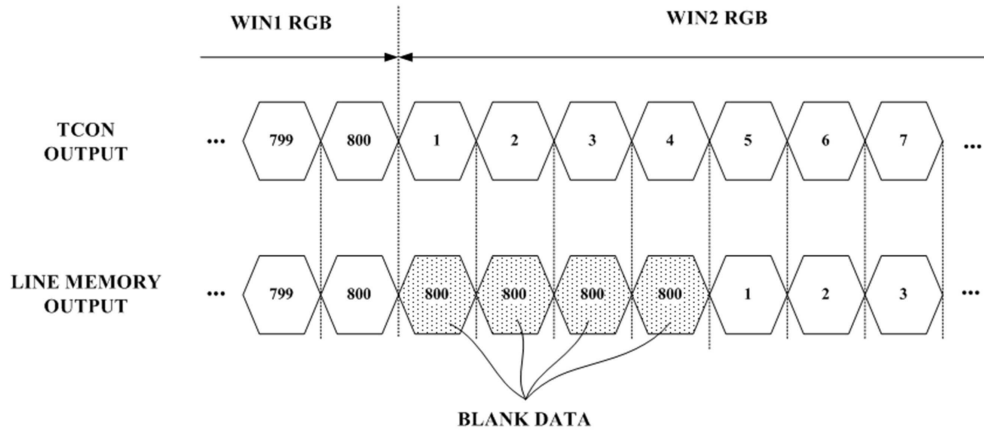 WIN1 RGB WIN2 RGB
TCON
OUTPUT
... 799 800 1 2 3 4 5 6 7 ...
LINE MEMORY
OUTPUT
... 799 800 800 800 800 800 1 2 3 ...
BLANK DATA